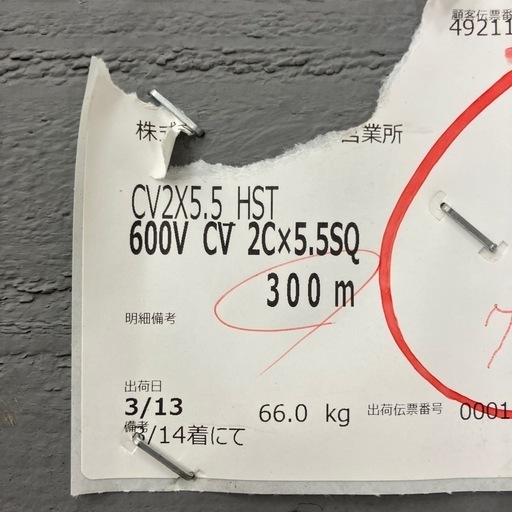 顧客伝票番
49211
株式 営業所
CV2X5.5 HST
600V CV 2C×5.5SQ
300m
明細備考
出荷日
3/13 66.0 kg 出荷伝票番号 0001
備考
3/14着にて